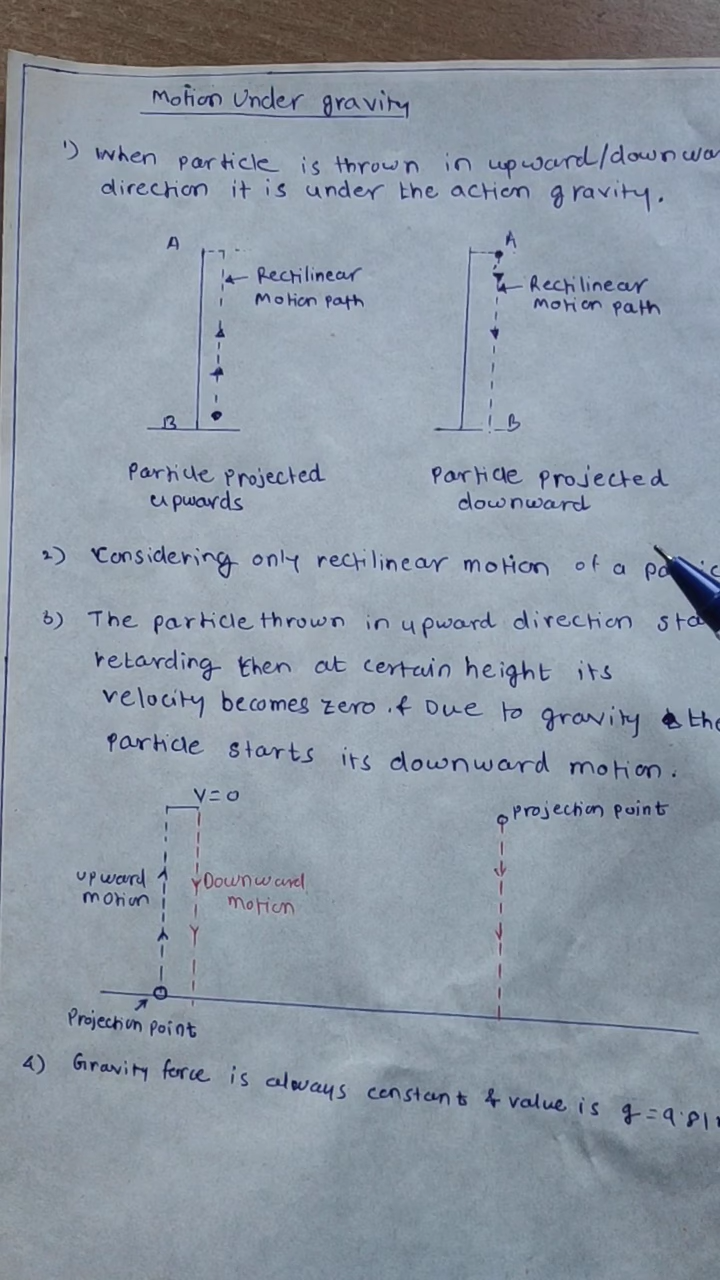 Motion Under gravity
1) When particle is thrown in upward/downwa
direction it is under the action gravity.
A
Rectilinear
Motion path
B
Particle projected
upwards
A
Rectilinear
motion path
B
Particle projected
downward
2) Considering only rectilinear motion of a
3) The particle thrown in upward direction sta
retarding then at certain height its
velocity becomes zero. & Due to gravity the
particle starts its downward motion.
V=0
upward
motion
Downward
motion
Projection point
projection point
4) Gravity force is always constant & value is g=9.81